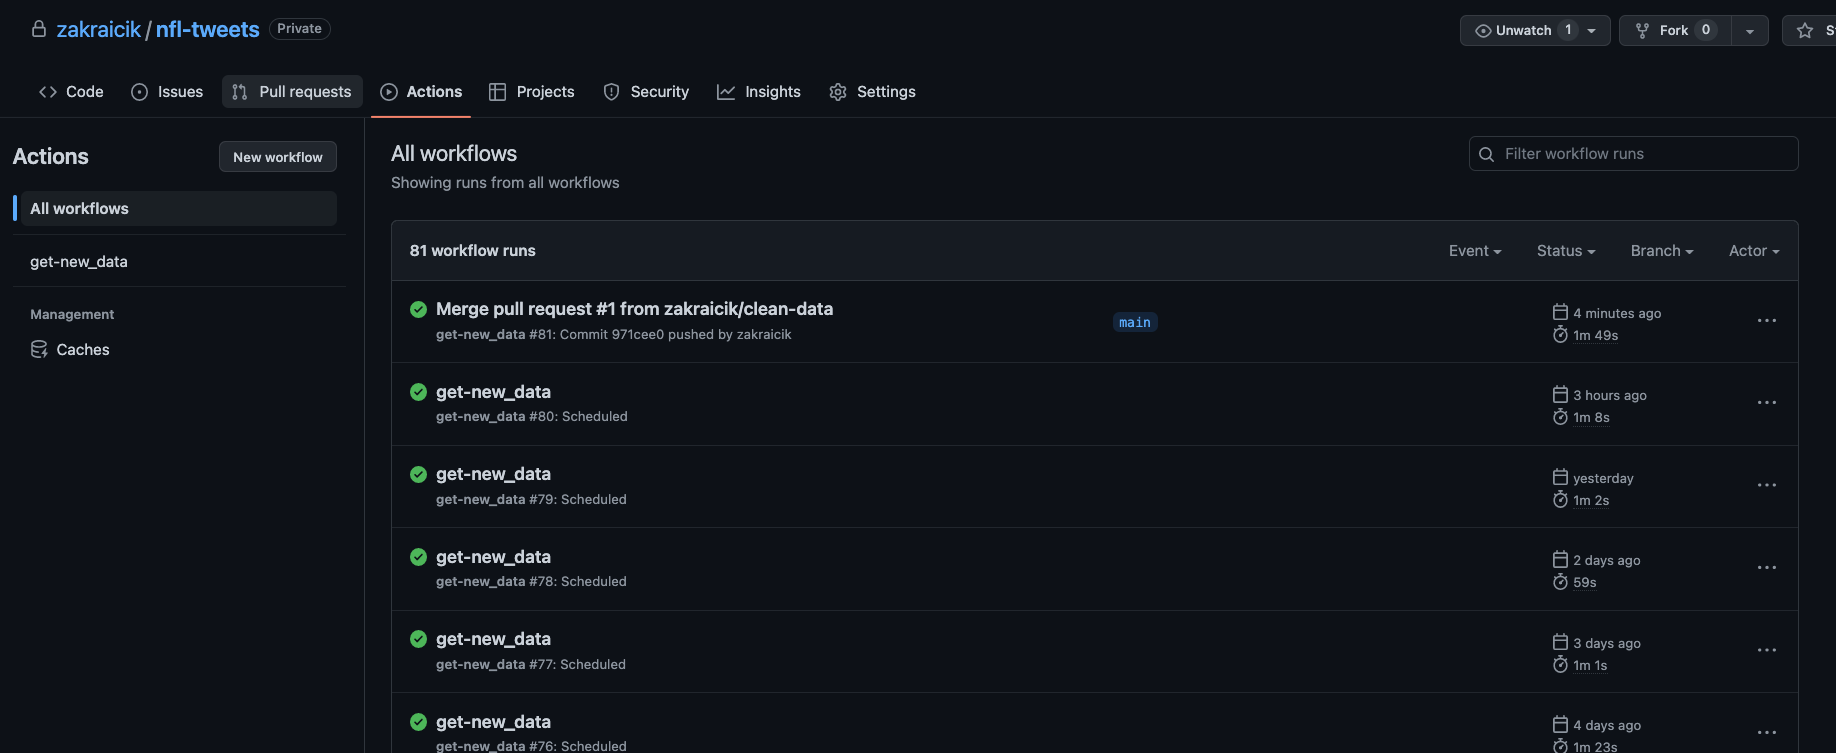 zakraicik / nfl-tweets Private
Unwatch 1
Fork 0
Code Issues Pull requests Actions Projects Security Insights Settings
Actions
New workflow
All workflows
get-new_data
Management
Caches
All workflows
Showing runs from all workflows
Filter workflow runs
81 workflow runs
Event Status Branch Actor
Merge pull request #1 from zakraicik/clean-data
get-new_data #81: Commit 971cee0 pushed by zakraicik
main
4 minutes ago
1m 49s
get-new_data
get-new_data #80: Scheduled
3 hours ago
1m 8s
get-new_data
get-new_data #79: Scheduled
yesterday
1m 2s
get-new_data
get-new_data #78: Scheduled
2 days ago
59s
get-new_data
get-new_data #77: Scheduled
3 days ago
1m 1s
get-new_data
get-new_data #76: Scheduled
4 days ago
1m 23s